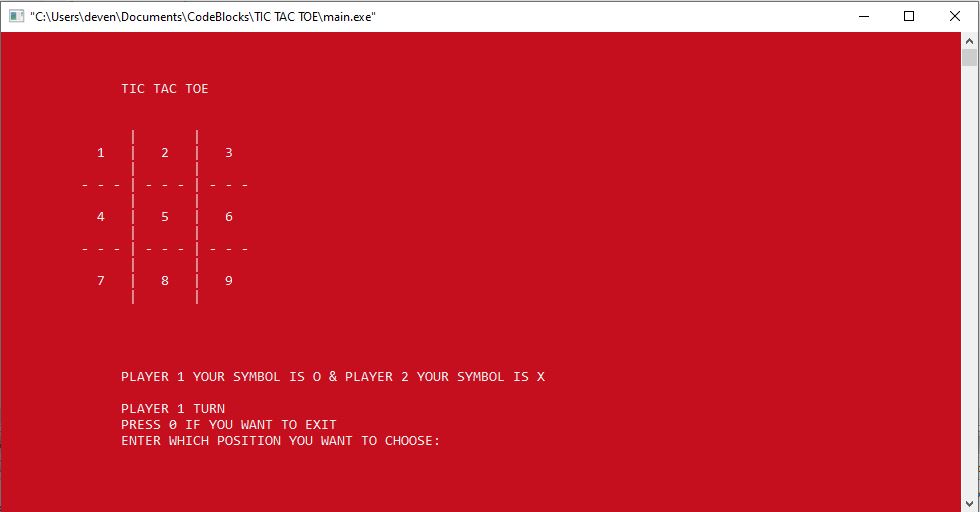 "C:\Users\deven\Documents\CodeBlocks\TIC TAC TOE\main.exe"
TIC TAC TOE
| |
1 | 2 | 3
| |
- - - | - - - | - - -
| |
4 | 5 | 6
| |
- - - | - - - | - - -
| |
7 | 8 | 9
| |
PLAYER 1 YOUR SYMBOL IS O & PLAYER 2 YOUR SYMBOL IS X
PLAYER 1 TURN
PRESS 0 IF YOU WANT TO EXIT
ENTER WHICH POSITION YOU WANT TO CHOOSE: